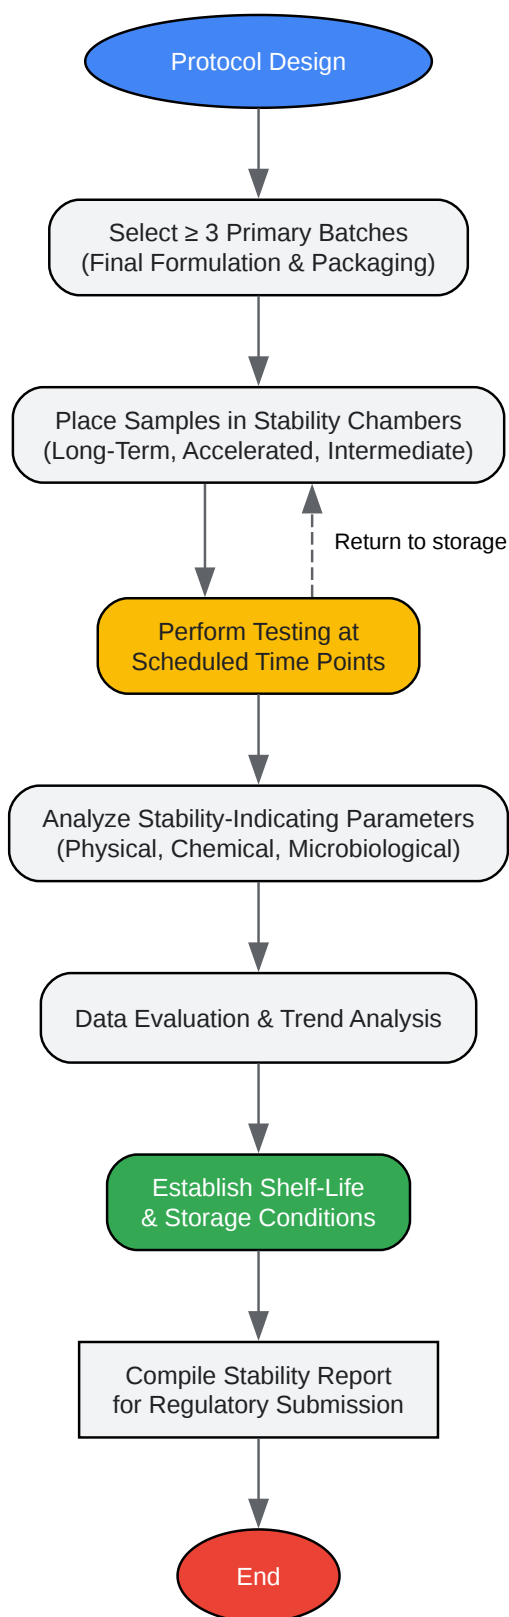 Protocol Design
Select ≥ 3 Primary Batches
(Final Formulation & Packaging)
Place Samples in Stability Chambers
(Long-Term, Accelerated, Intermediate)
Return to storage
Perform Testing at
Scheduled Time Points
Analyze Stability-Indicating Parameters
(Physical, Chemical, Microbiological)
Data Evaluation & Trend Analysis
Establish Shelf-Life
& Storage Conditions
Compile Stability Report
for Regulatory Submission
End